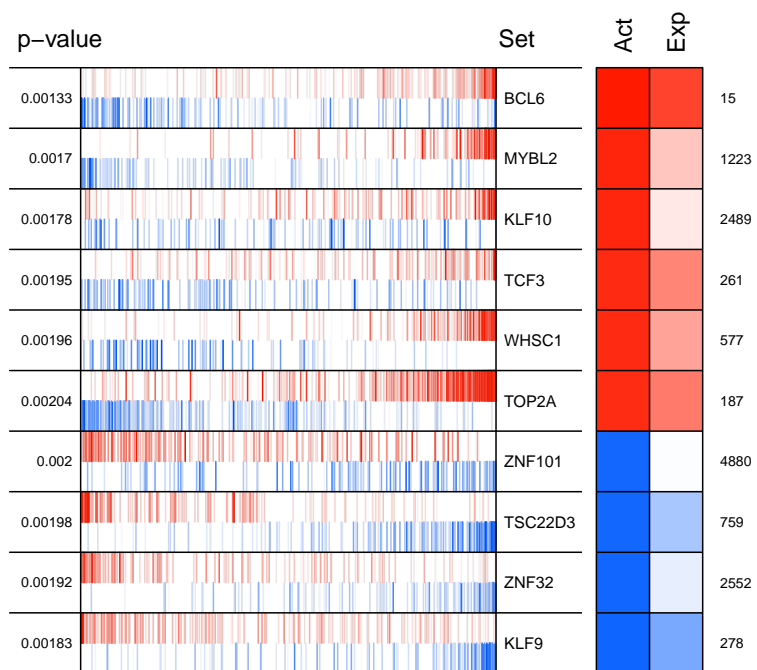 p−value Set Act Exp
0.00133 BCL6 15
0.0017 MYBL2 1223
0.00178 KLF10 2489
0.00195 TCF3 261
0.00196 WHSC1 577
0.00204 TOP2A 187
0.002 ZNF101 4880
0.00198 TSC22D3 759
0.00192 ZNF32 2552
0.00183 KLF9 278